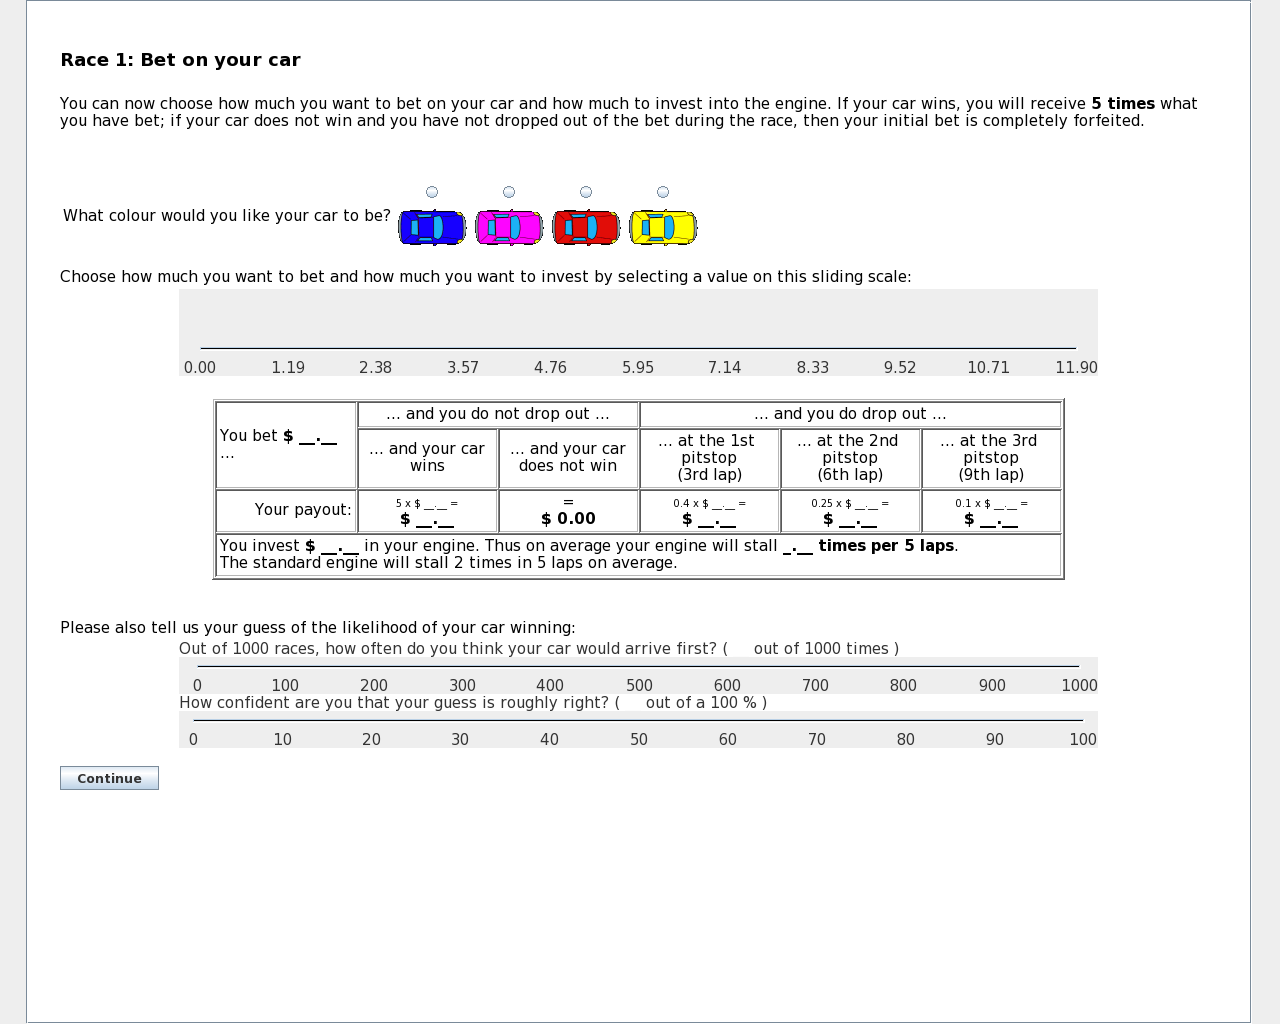 Race 1: Bet on your car
You can now choose how much you want to bet on your car and how much to invest into the engine. If your car wins, you will receive 5 times what
you have bet; if your car does not win and you have not dropped out of the bet during the race, then your initial bet is completely forfeited.
What colour would you like your car to be?
Choose how much you want to bet and how much you want to invest by selecting a value on this sliding scale:
0.00 1.19 2.38 3.57 4.76 5.95 7.14 8.33 9.52 10.71 11.90
You bet $ __.__
...
... and you do not drop out ...
... and you do drop out ...
... and your car
wins
... and your car
does not win
... at the 1st
pitstop
(3rd lap)
... at the 2nd
pitstop
(6th lap)
... at the 3rd
pitstop
(9th lap)
Your payout:
5 x $ __.__ =
$ __.__
=
$ 0.00
0.4 x $ __.__ =
$ __.__
0.25 x $ __.__ =
$ __.__
0.1 x $ __.__ =
$ __.__
You invest $ __.__ in your engine. Thus on average your engine will stall _.__ times per 5 laps.
The standard engine will stall 2 times in 5 laps on average.
Please also tell us your guess of the likelihood of your car winning:
Out of 1000 races, how often do you think your car would arrive first? (     out of 1000 times )
0 100 200 300 400 500 600 700 800 900 1000
How confident are you that your guess is roughly right? (     out of a 100 % )
0 10 20 30 40 50 60 70 80 90 100
Continue